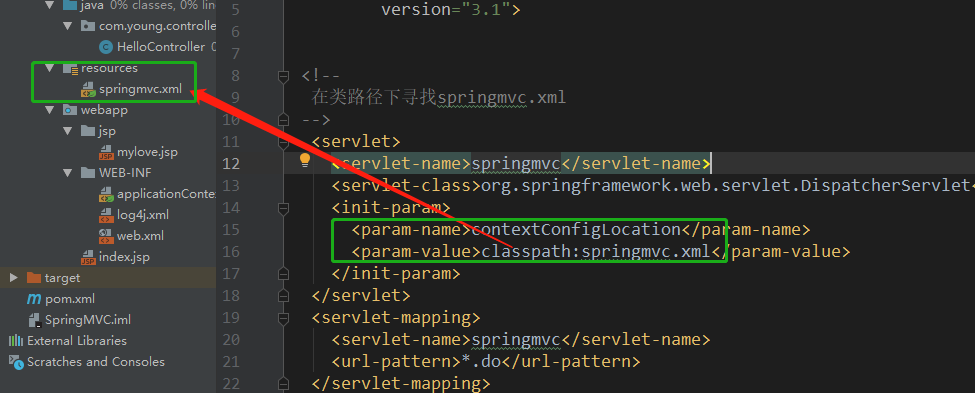 java 0% classes, 0% line
com.young.controlle
HelloController 0
resources
springmvc.xml
webapp
jsp
mylove.jsp
WEB-INF
applicationContex
log4j.xml
web.xml
index.jsp
target
pom.xml
SpringMVC.iml
External Libraries
Scratches and Consoles
5 version="3.1">
6
7
8 <!--
9 在类路径下寻找springmvc.xml
10 -->
11 <servlet>
12 <servlet-name>springmvc</servlet-name>
13 <servlet-class>org.springframework.web.servlet.DispatcherServlet<
14 <init-param>
15 <param-name>contextConfigLocation</param-name>
16 <param-value>classpath:springmvc.xml</param-value>
17 </init-param>
18 </servlet>
19 <servlet-mapping>
20 <servlet-name>springmvc</servlet-name>
21 <url-pattern>*.do</url-pattern>
22 </servlet-mapping>